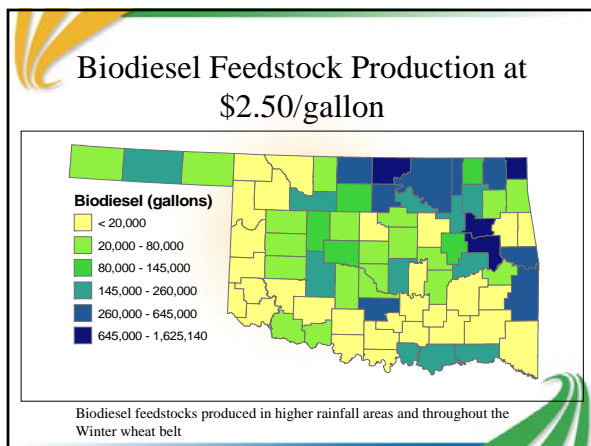 Biodiesel Feedstock Production at
$2.50/gallon
Biodiesel (gallons)
< 20,000
20,000 - 80,000
80,000 - 145,000
145,000 - 260,000
260,000 - 645,000
645,000 - 1,625,140
Biodiesel feedstocks produced in higher rainfall areas and throughout the
Winter wheat belt